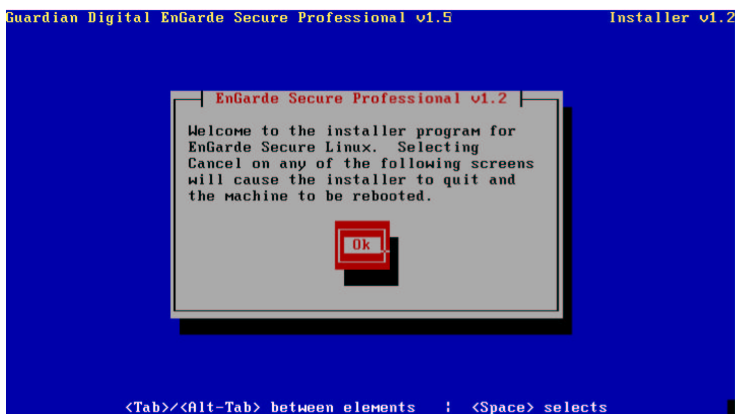 Guardian Digital EnGarde Secure Professional v1.5 Installer v1.2
EnGarde Secure Professional v1.2
Welcome to the installer program for
EnGarde Secure Linux. Selecting
Cancel on any of the following screens
will cause the installer to quit and
the machine to be rebooted.
Ok
<Tab>/<Alt-Tab> between elements ¦ <Space> selects